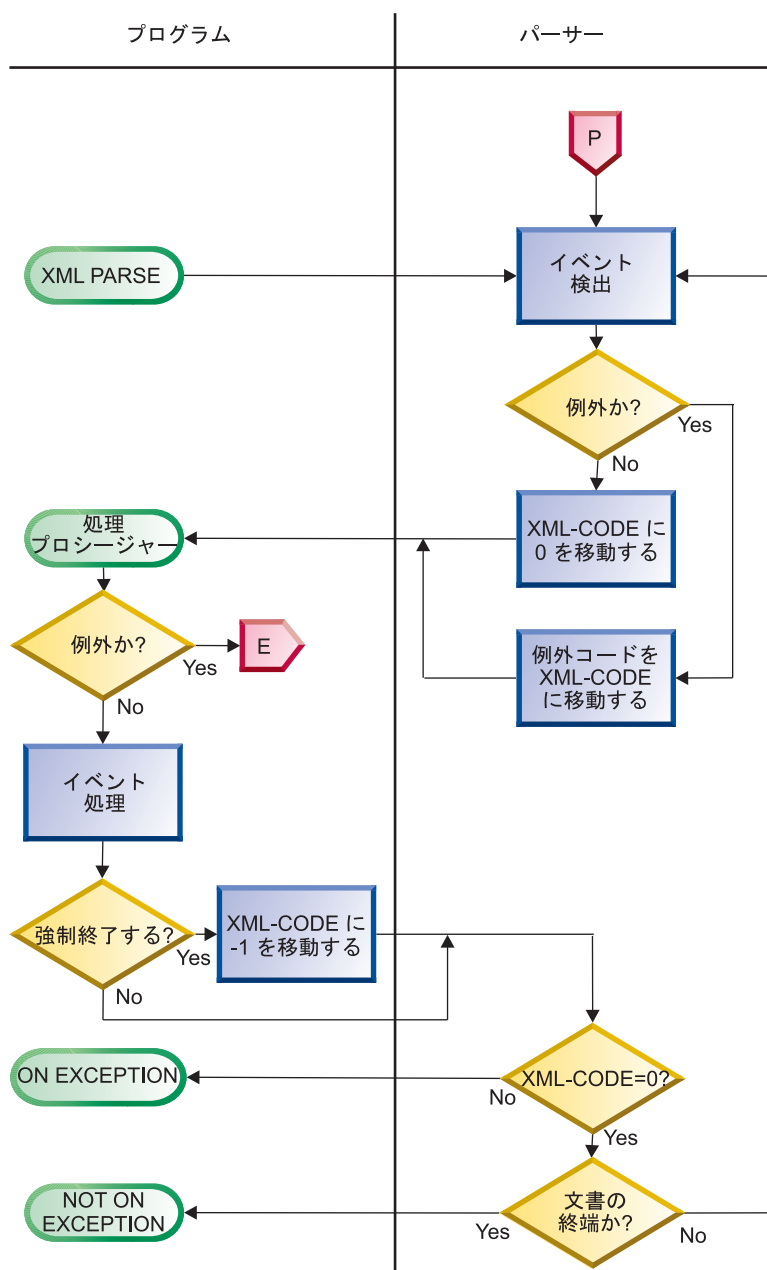 プログラム
パーサー
P
XML PARSE
イベント
検出
例外か?
Yes
No
処理
プロシージャー
XML-CODE に
0 を移動する
例外か?
Yes
E
No
例外コードを
XML-CODE
に移動する
イベント
処理
強制終了する?
Yes
XML-CODE に
-1 を移動する
No
ON EXCEPTION
No
XML-CODE=0?
Yes
NOT ON
EXCEPTION
Yes
文書の
終端か?
No